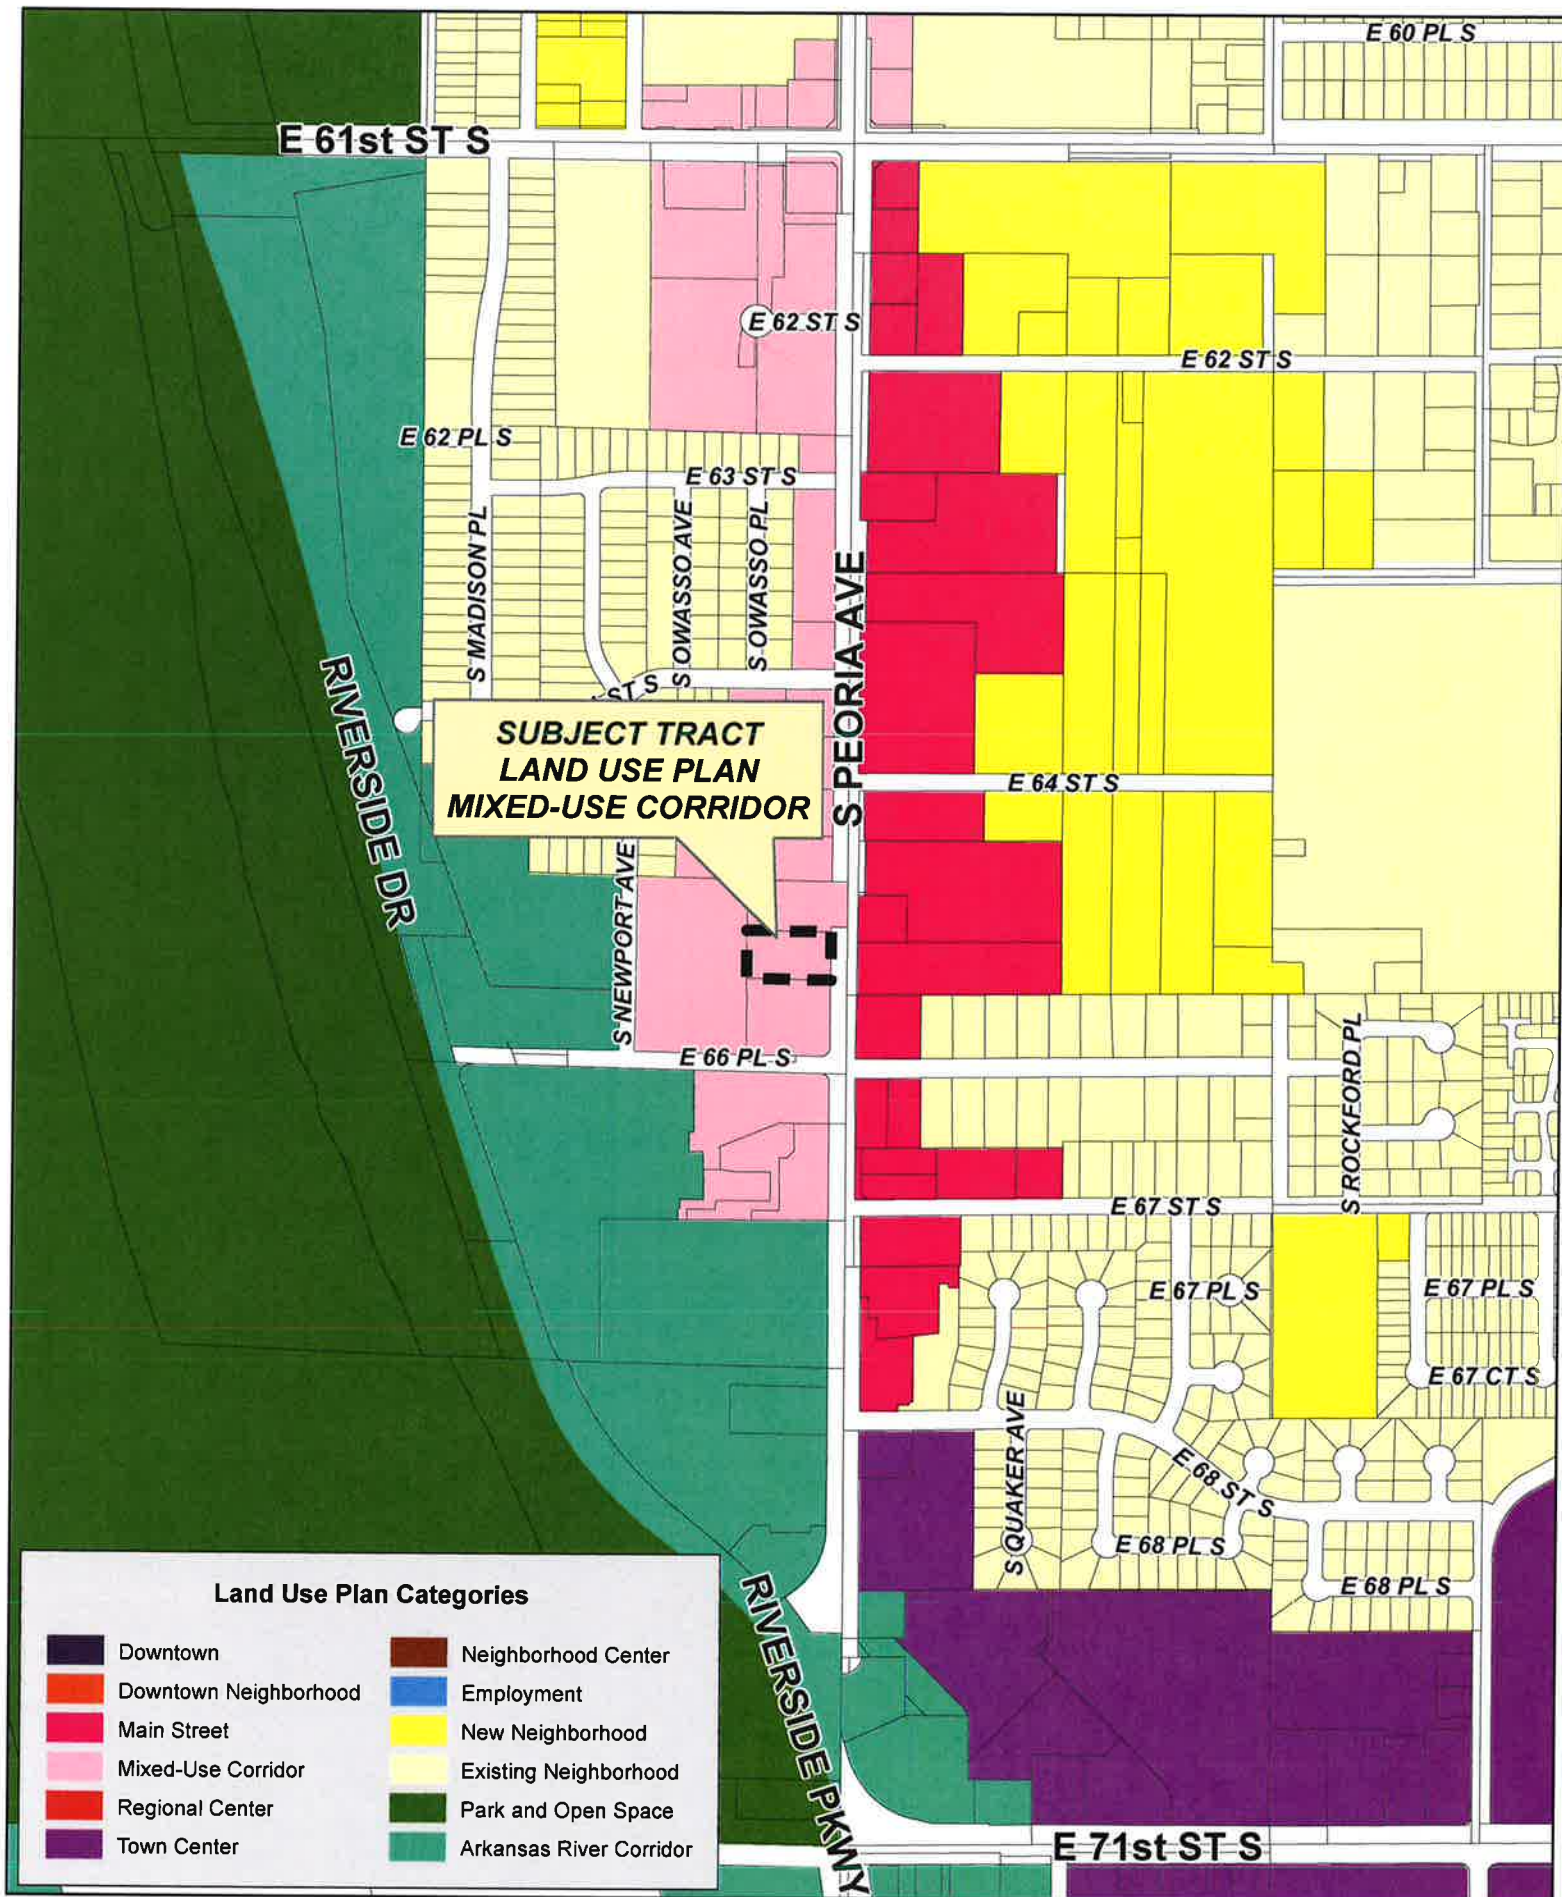 E 60 PL S
E 61st ST S
E 62 ST S
E 62 ST S
E 62 PL S
E 63 ST S
S MADISON PL
S OWASSO AVE
S OWASSO PL
S PEORIA AVE
RIVERSIDE DR
ST S
SUBJECT TRACT
LAND USE PLAN
MIXED-USE CORRIDOR
E 64 ST S
S NEWPORT AVE
E 66 PL S
S ROCKFORD PL
E 67 ST S
E 67 PL S
E 67 PL S
E 67 CT S
S QUAKER AVE
E 68 ST S
E 68 PL S
E 68 PL S
RIVERSIDE PKWY
E 71st ST S
Land Use Plan Categories
Downtown
Downtown Neighborhood
Main Street
Mixed-Use Corridor
Regional Center
Town Center
Neighborhood Center
Employment
New Neighborhood
Existing Neighborhood
Park and Open Space
Arkansas River Corridor